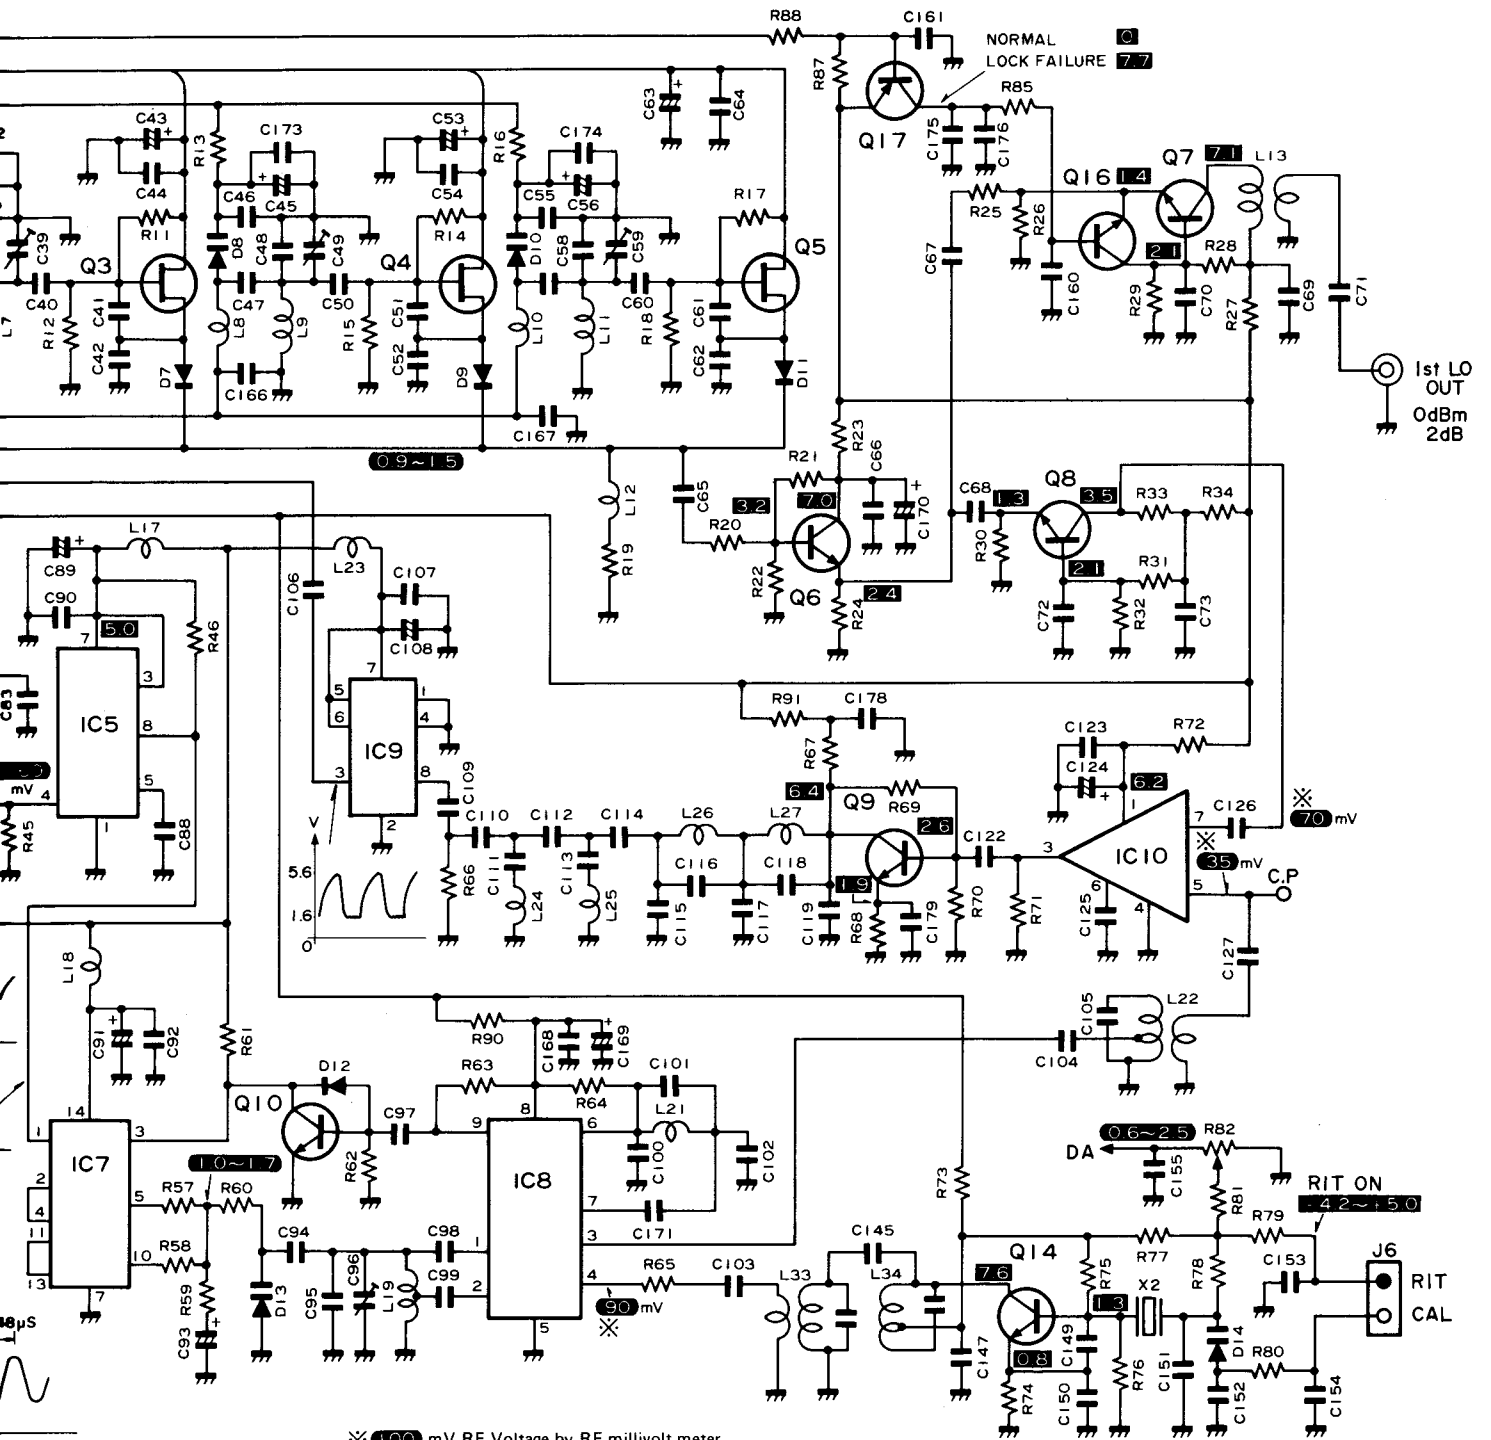 R88
C161
NORMAL 0
LOCK FAILURE 7.7
R87
R85
C63 +
C64
C43
C173
C53
C174
R13
R16
Q17
C175
C176
C44
C46
C45
C54
C55
C56
R17
Q7
7.1
L13
Q16
1.4
R25
R26
C39
R11
D8
C48
C49
R14
D10
C58
C59
Q3
Q4
Q5
C67
2.1
R28
C40
C41
C47
C50
C51
C60
C61
C160
R29
C70
R27
C69
C71
L7
R12
L8
L9
R15
L10
L11
R18
C42
D7
C166
C52
D9
C62
D11
1st LO
OUT
0dBm
2dB
C167
0.9~1.5
R23
C66
R21
L12
C65
3.2
7.0
C170
C68
1.3
Q8
3.5
R33
R34
R20
L17
C89
L23
C106
C107
R19
R22
Q6
R24
2.4
R30
2.1
R31
C90
C108
C72
R32
C73
5.0
R46
7
3
8
5
4
1
C83
IC5
mV
R45
C88
7
5
6
1
4
3
8
2
IC9
C109
R91
C178
R67
C123
R72
C124
6.2
6.4
R69
Q9
2.6
V
5.6
1.6
0
C110
C112
C114
L26
L27
C122
3
1
7
5
6
4
IC10
C126
※
70 mV
※
35 mV
C.P
R66
C111
L24
C113
L25
C116
C118
C115
C117
C119
1.9
R68
C179
R70
R71
C125
C127
L18
C91
C92
R61
R90
C168
C169
C105
L22
C104
D12
R63
C101
R64
L21
Q10
C97
R62
C100
C102
C171
14
1
3
2
4
11
13
5
10
7
IC7
9
8
6
7
3
4
1
2
5
IC8
1.0~1.7
R57
R60
R58
R59
C93
C94
D13
C95
C96
L19
C98
C99
R65
C103
90 mV
※
L33
C145
L34
C147
R73
0.6~2.5
R82
DA
C155
R81
RIT ON
R79
R77
R78
C153
J6
RIT
CAL
Q14
7.6
R75
1.3
X2
0.8
C149
R74
C150
R76
C151
D14
R80
C152
C154
48μS
※ 100 mV RF Voltage by RF millivolt meter